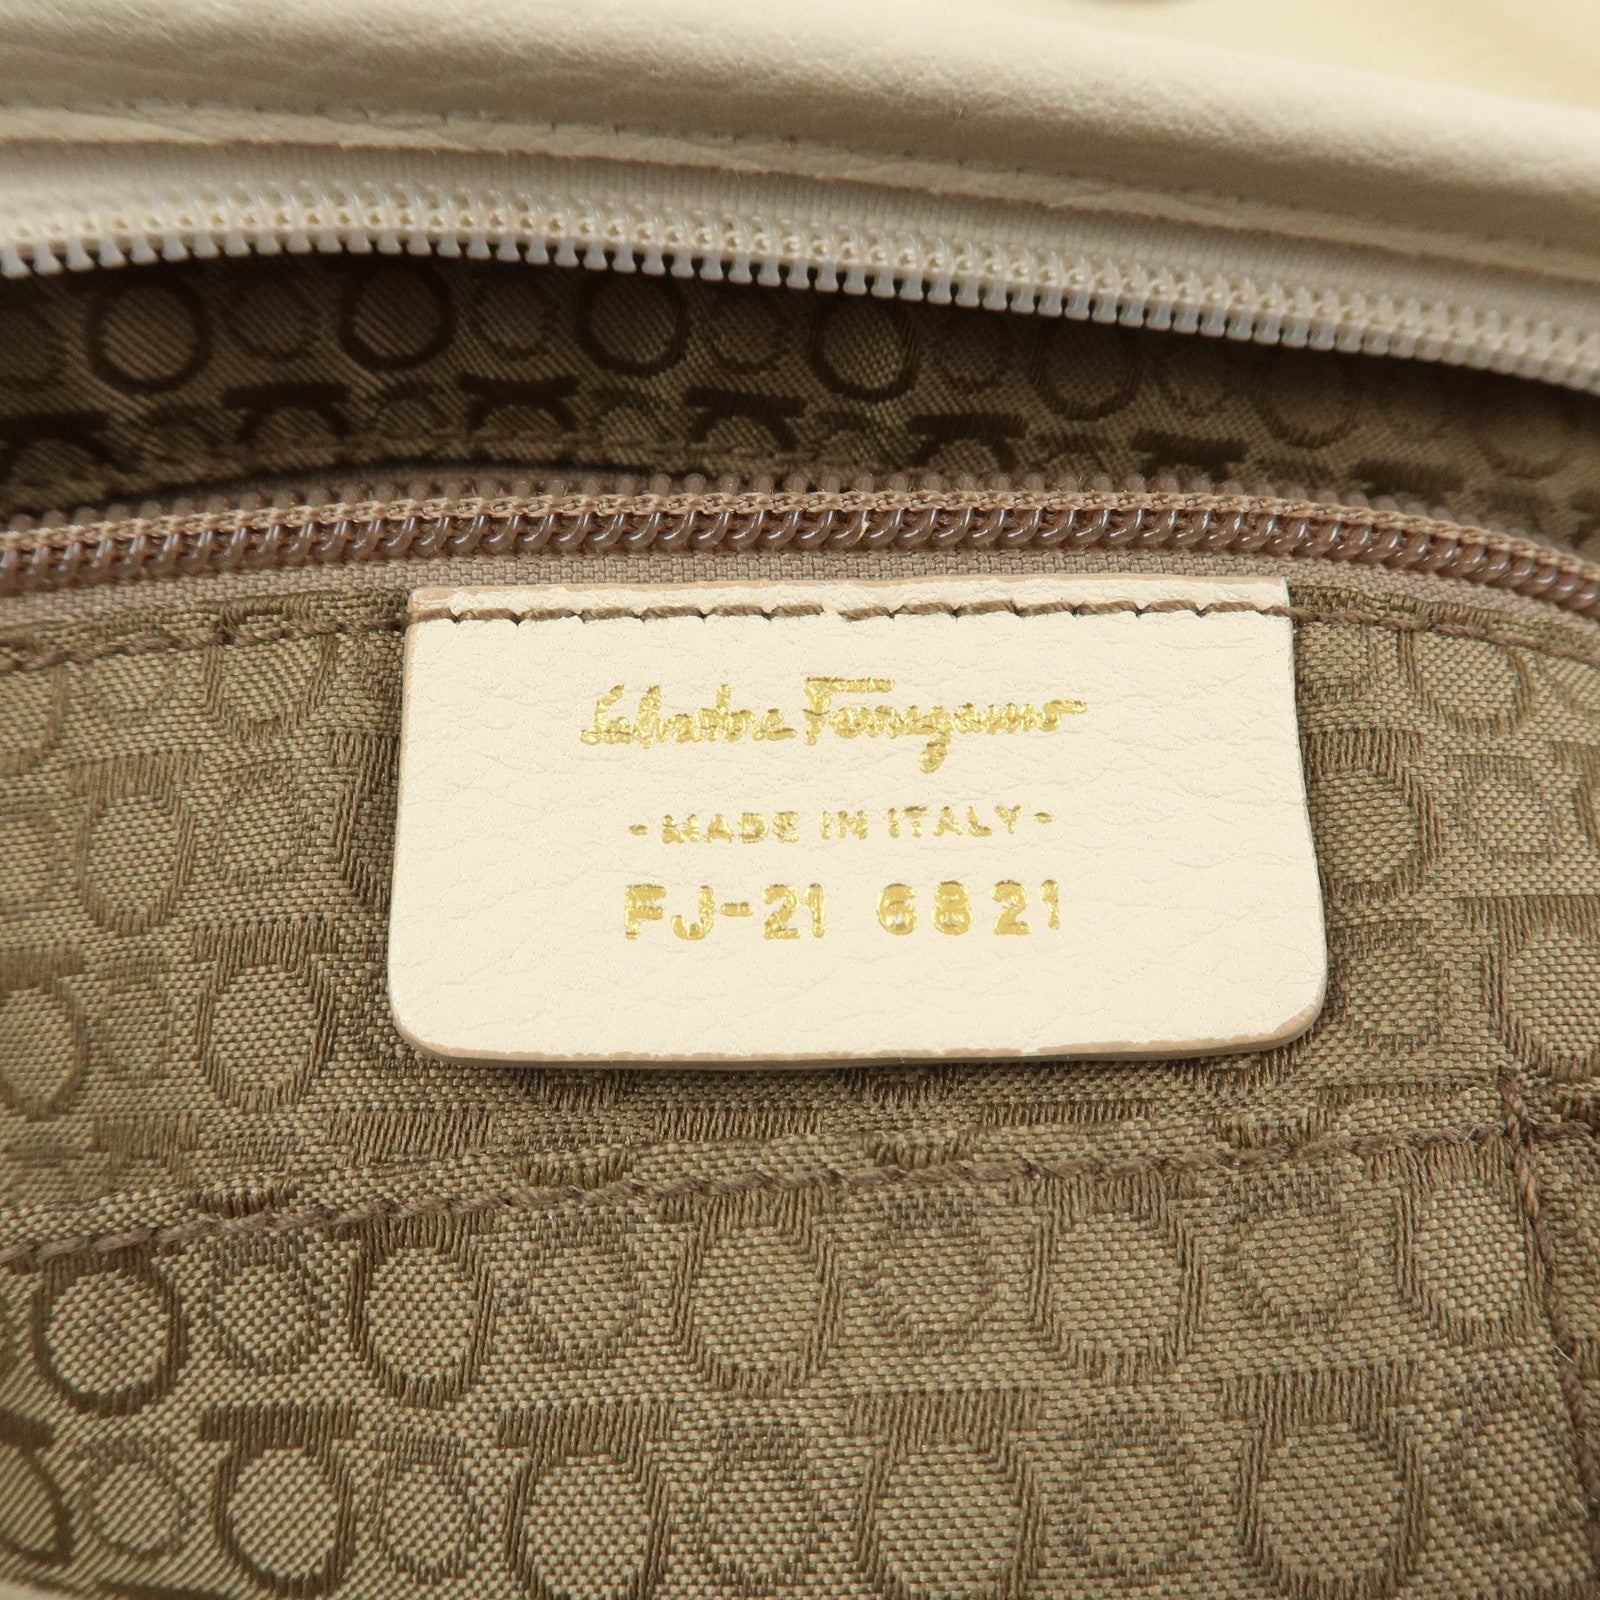 Salvatore Ferragamo
- MADE IN ITALY -
FJ-21 6821